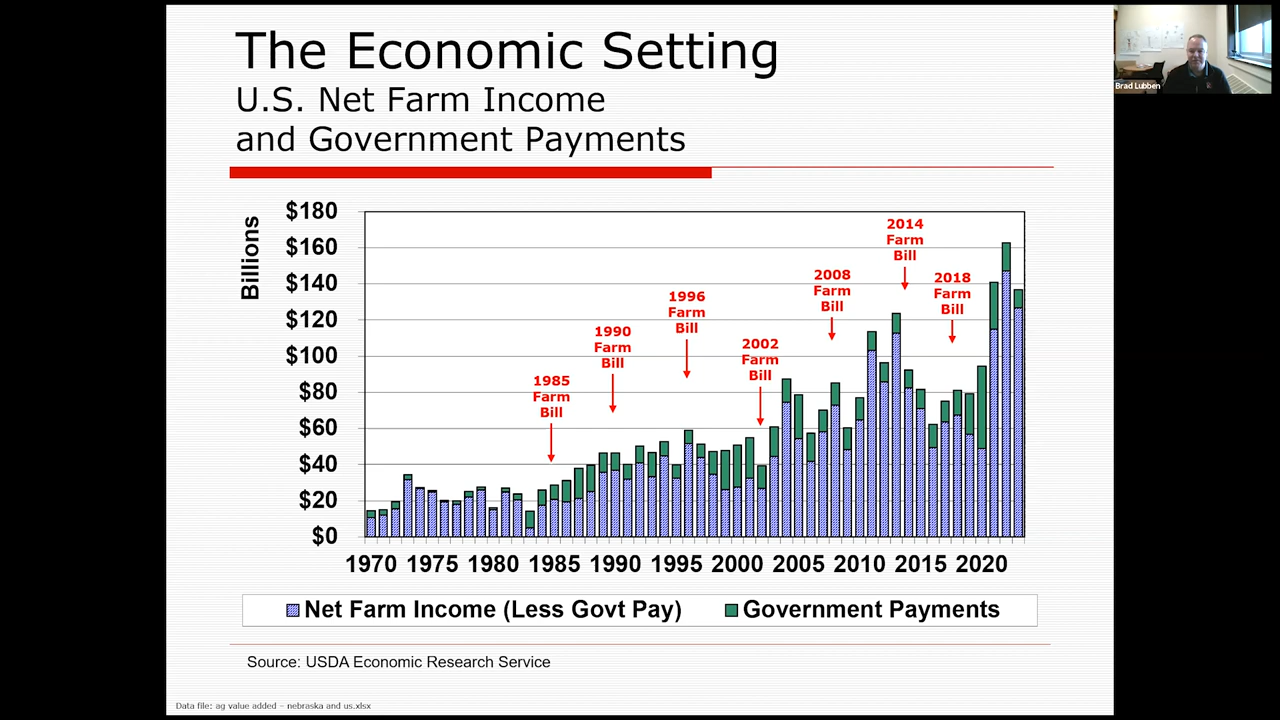 The Economic Setting
U.S. Net Farm Income
and Government Payments
Brad Lubben
Billions
$180
$160
$140
$120
$100
$80
$60
$40
$20
$0
1985
Farm
Bill
1990
Farm
Bill
1996
Farm
Bill
2002
Farm
Bill
2008
Farm
Bill
2014
Farm
Bill
2018
Farm
Bill
1970 1975 1980 1985 1990 1995 2000 2005 2010 2015 2020
Net Farm Income (Less Govt Pay) Government Payments
Source: USDA Economic Research Service
Data file: ag value added – nebraska and us.xlsx